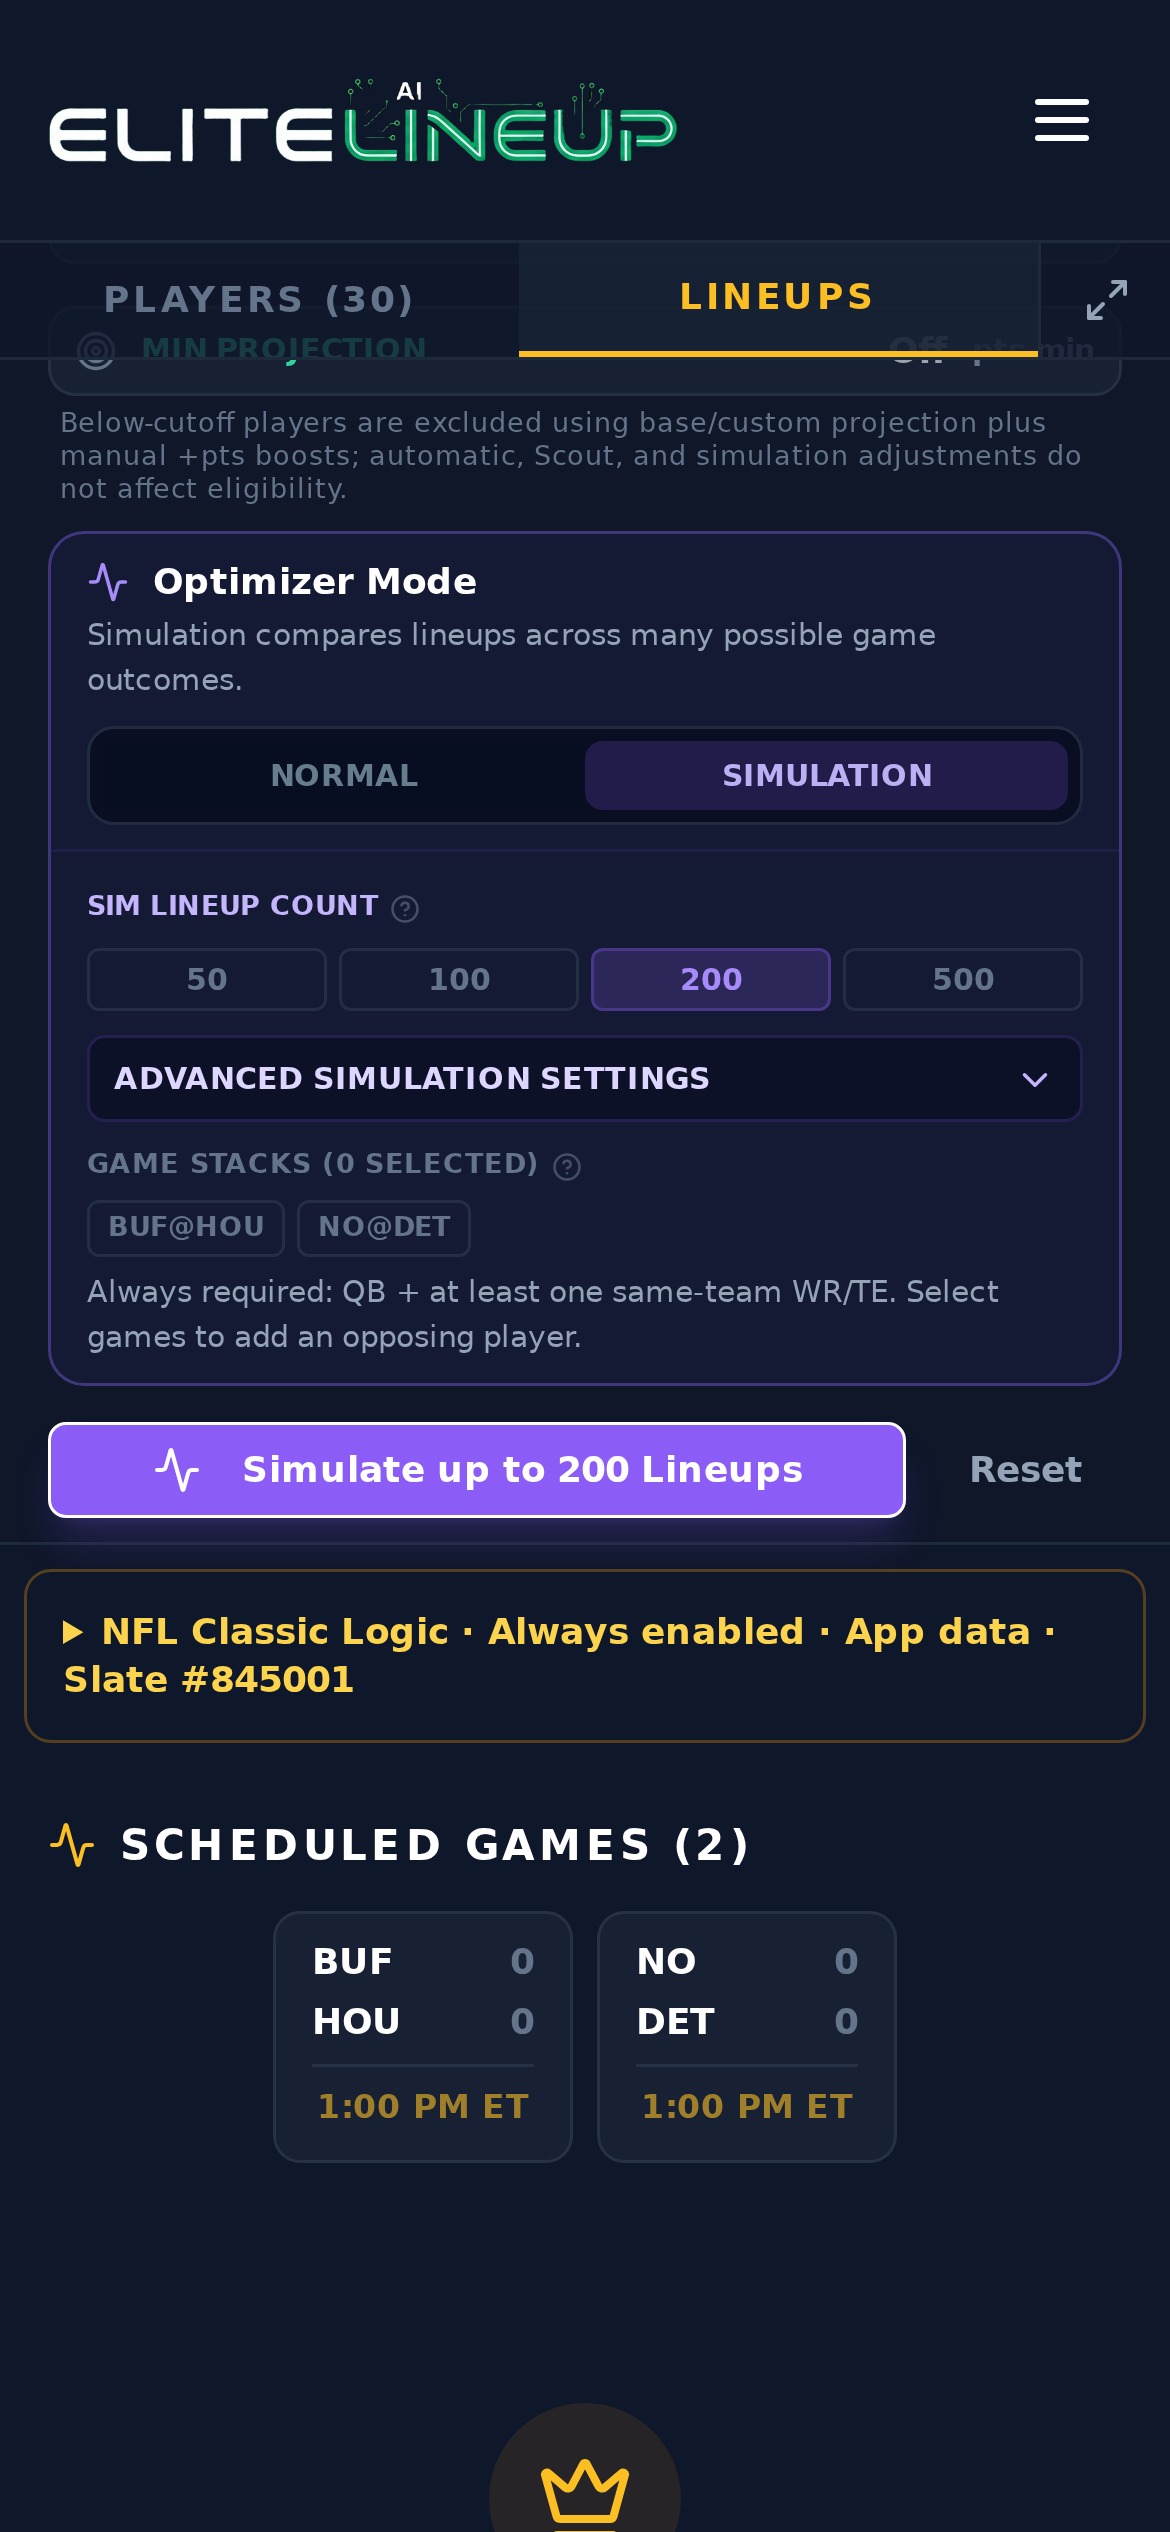 AI
ELITELINEUP
PLAYERS (30)
LINEUPS
MIN PROJECTION
Off pts min
Below-cutoff players are excluded using base/custom projection plus
manual +pts boosts; automatic, Scout, and simulation adjustments do
not affect eligibility.
Optimizer Mode
Simulation compares lineups across many possible game
outcomes.
NORMAL
SIMULATION
SIM LINEUP COUNT
50
100
200
500
ADVANCED SIMULATION SETTINGS
GAME STACKS (0 SELECTED)
BUF@HOU
NO@DET
Always required: QB + at least one same-team WR/TE. Select
games to add an opposing player.
Simulate up to 200 Lineups
Reset
NFL Classic Logic · Always enabled · App data ·
Slate #845001
SCHEDULED GAMES (2)
BUF 0
HOU 0
1:00 PM ET
NO 0
DET 0
1:00 PM ET